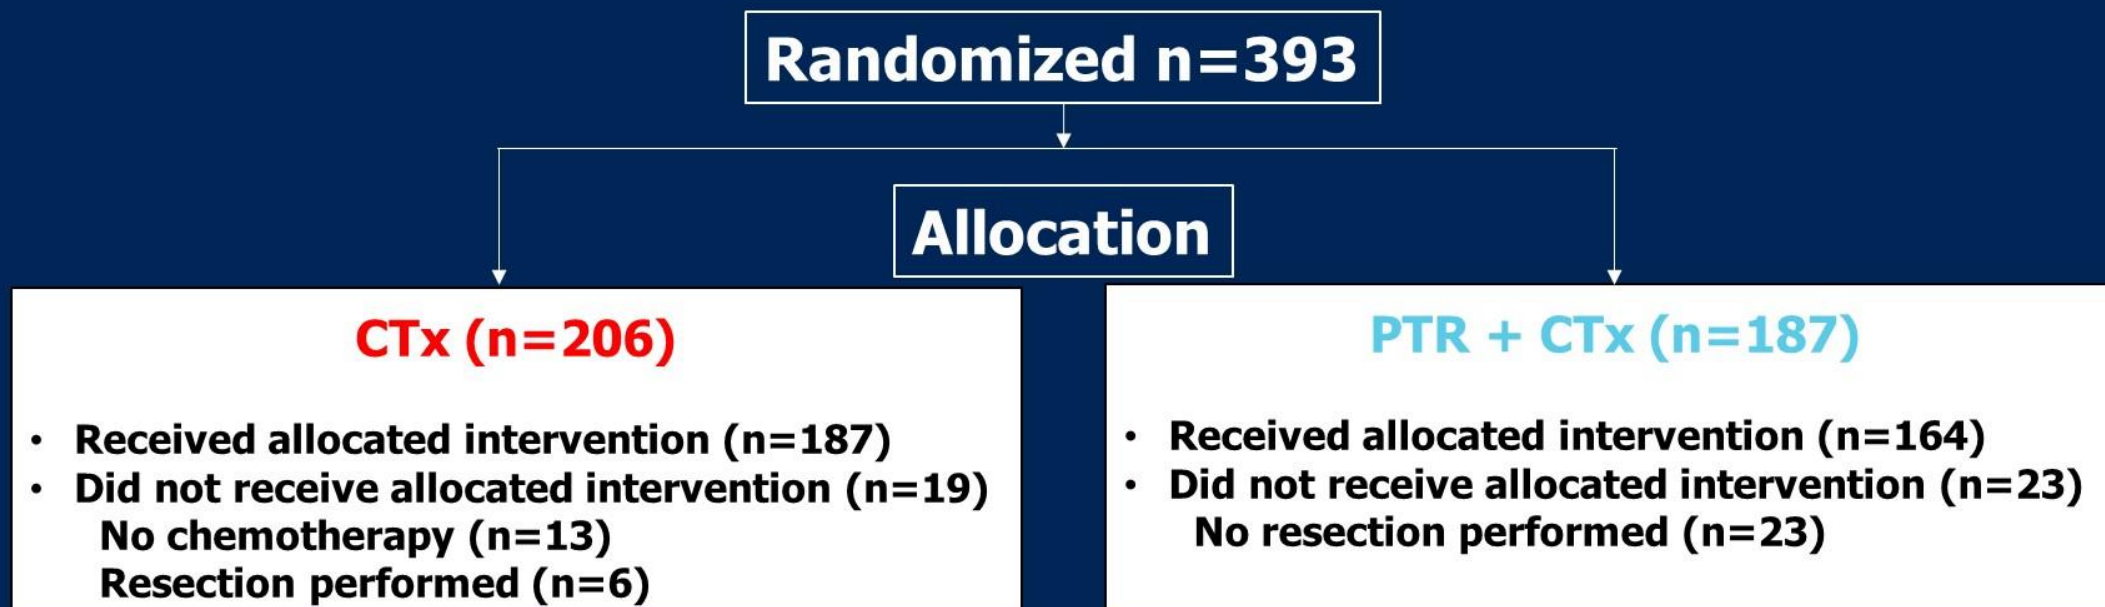 Randomized n=393
Allocation
CTx (n=206)
• Received allocated intervention (n=187)
• Did not receive allocated intervention (n=19)
No chemotherapy (n=13)
Resection performed (n=6)
PTR + CTx (n=187)
• Received allocated intervention (n=164)
• Did not receive allocated intervention (n=23)
No resection performed (n=23)